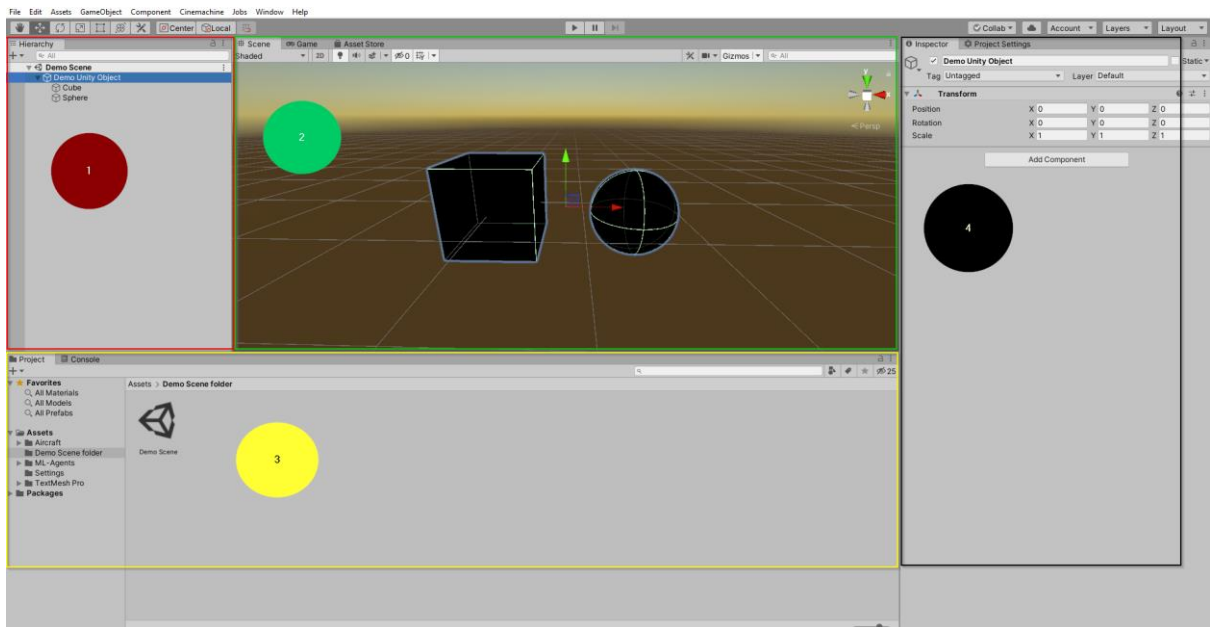 File Edit Assets GameObject Component Cinemachine Jobs Window Help
Center Local
Collab Account Layers Layout
Hierarchy
All
Demo Scene
Demo Unity Object
Cube
Sphere
1
Scene Game Asset Store
Shaded 2D 0 Gizmos All
y
x
Persp
2
Project Console
25
Favorites
All Materials
All Models
All Prefabs
Assets
Aircraft
Demo Scene folder
ML-Agents
Settings
TextMesh Pro
Packages
Assets > Demo Scene folder
Demo Scene
3
Inspector Project Settings
Demo Unity Object Static
Tag Untagged Layer Default
Transform
Position X 0 Y 0 Z 0
Rotation X 0 Y 0 Z 0
Scale X 1 Y 1 Z 1
Add Component
4